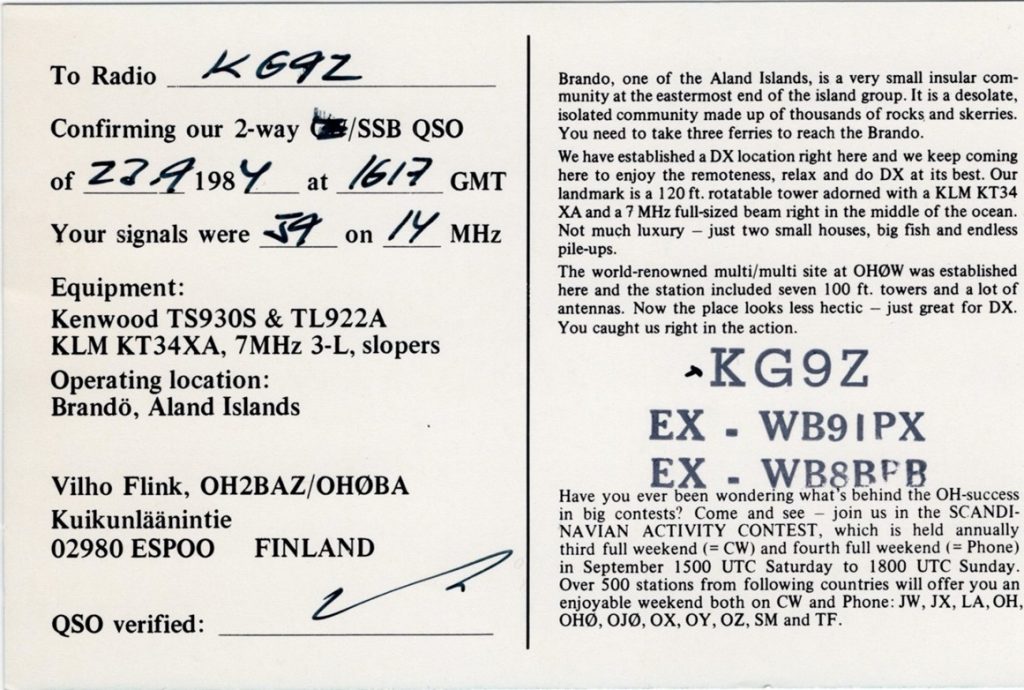 To Radio KG9Z
Confirming our 2-way /SSB QSO
of 23.9 1984 at 1617 GMT
Your signals were 59 on 14 MHz
Equipment:
Kenwood TS930S & TL922A
KLM KT34XA, 7MHz 3-L, slopers
Operating location:
Brandö, Aland Islands
Vilho Flink, OH2BAZ/OHØBA
Kuikunläänintie
02980 ESPOO FINLAND
QSO verified:
Brando, one of the Aland Islands, is a very small insular com-
munity at the eastermost end of the island group. It is a desolate,
isolated community made up of thousands of rocks and skerries.
You need to take three ferries to reach the Brando.
We have established a DX location right here and we keep coming
here to enjoy the remoteness, relax and do DX at its best. Our
landmark is a 120 ft. rotatable tower adorned with a KLM KT34
XA and a 7 MHz full-sized beam right in the middle of the ocean.
Not much luxury – just two small houses, big fish and endless
pile-ups.
The world-renowned multi/multi site at OHØW was established
here and the station included seven 100 ft. towers and a lot of
antennas. Now the place looks less hectic – just great for DX.
You caught us right in the action.
KG9Z
EX - WB9IPX
EX - WB8BPB
Have you ever been wondering what's behind the OH-success
in big contests? Come and see – join us in the SCANDI-
NAVIAN ACTIVITY CONTEST, which is held annually
third full weekend (= CW) and fourth full weekend (= Phone)
in September 1500 UTC Saturday to 1800 UTC Sunday.
Over 500 stations from following countries will offer you an
enjoyable weekend both on CW and Phone: JW, JX, LA, OH,
OHØ, OJØ, OX, OY, OZ, SM and TF.